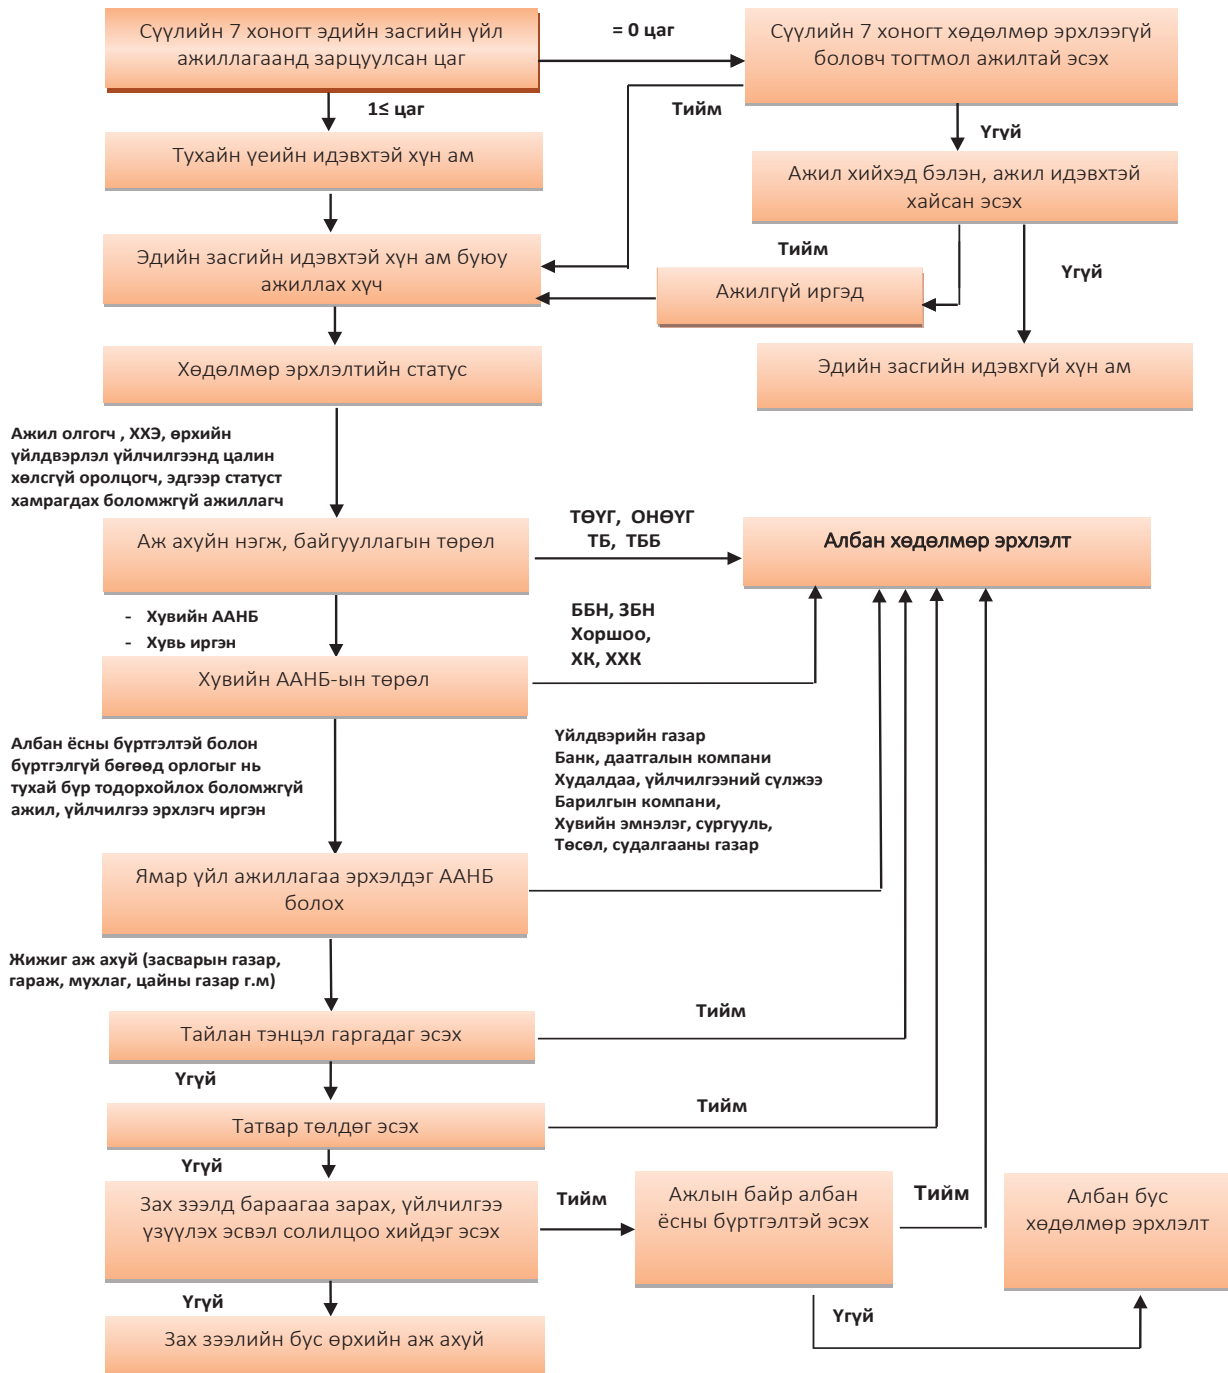 Сүүлийн 7 хоногт эдийн засгийн үйл
ажиллагаанд зарцуулсан цаг
= 0 цаг
Сүүлийн 7 хоногт хөдөлмөр эрхлээгүй
боловч тогтмол ажилтай эсэх
Тийм
1≤ цаг
Үгүй
Тухайн үеийн идэвхтэй хүн ам
Ажил хийхэд бэлэн, ажил идэвхтэй
хайсан эсэх
Эдийн засгийн идэвхтэй хүн ам буюу
ажиллах хүч
Тийм
Үгүй
Ажилгүй иргэд
Хөдөлмөр эрхлэлтийн статус
Эдийн засгийн идэвхгүй хүн ам
Ажил олгогч , ХХЭ, өрхийн
үйлдвэрлэл үйлчилгээнд цалин
хөлсгүй оролцогч, эдгээр статуст
хамрагдах боломжгүй ажиллагч
Аж ахуйн нэгж, байгууллагын төрөл
ТӨҮГ, ОНӨҮГ
ТБ, ТББ
Албан хөдөлмөр эрхлэлт
- Хувийн ААНБ
- Хувь иргэн
ББН, ЗБН
Хоршоо,
ХК, ХХК
Хувийн ААНБ-ын төрөл
Албан ёсны бүртгэлтэй болон
бүртгэлгүй бөгөөд орлогыг нь
тухай бүр тодорхойлох боломжгүй
ажил, үйлчилгээ эрхлэгч иргэн
Үйлдвэрийн газар
Банк, даатгалын компани
Худалдаа, үйлчилгээний сүлжээ
Барилгын компани,
Хувийн эмнэлэг, сургууль,
Төсөл, судалгааны газар
Ямар үйл ажиллагаа эрхэлдэг ААНБ
болох
Жижиг аж ахуй (засварын газар,
гараж, мухлаг, цайны газар г.м)
Тайлан тэнцэл гаргадаг эсэх
Тийм
Үгүй
Татвар төлдөг эсэх
Тийм
Үгүй
Зах зээлд бараагаа зарах, үйлчилгээ
үзүүлэх эсвэл солилцоо хийдэг эсэх
Тийм
Ажлын байр албан
ёсны бүртгэлтэй эсэх
Тийм
Албан бус
хөдөлмөр эрхлэлт
Үгүй
Үгүй
Зах зээлийн бус өрхийн аж ахуй